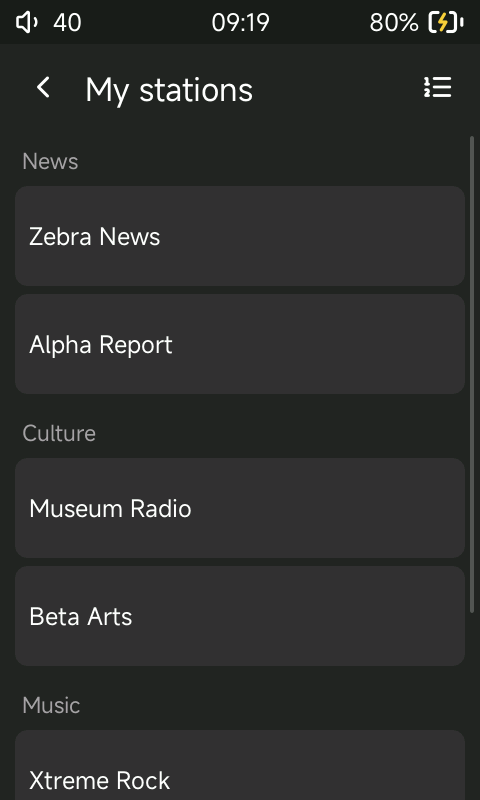 40 09:19 80%
My stations
News
Zebra News
Alpha Report
Culture
Museum Radio
Beta Arts
Music
Xtreme Rock